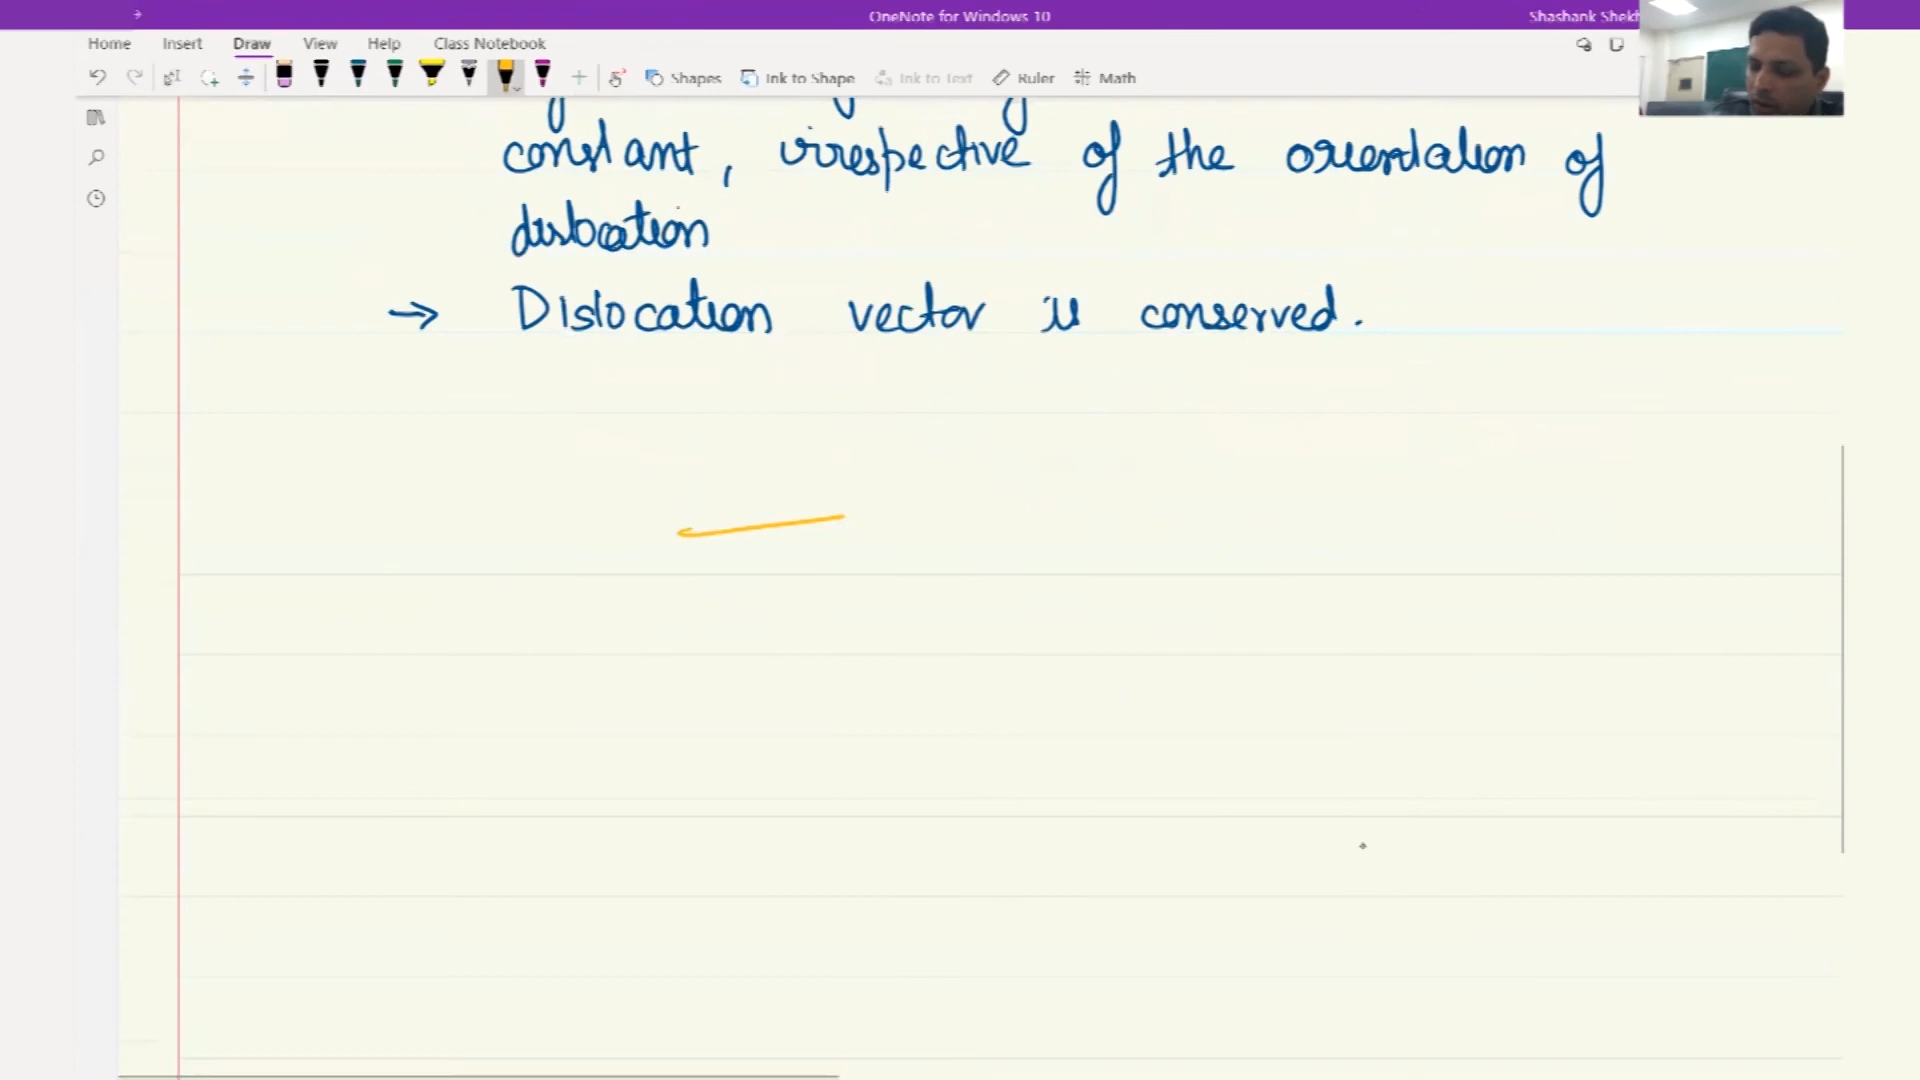 OneNote for Windows 10
Shashank Shekh
Home Insert Draw View Help Class Notebook
Shapes Ink to Shape Ink to Text Ruler Math
constant, irrespective of the orientation of
dislocation
→ Dislocation vector is conserved.